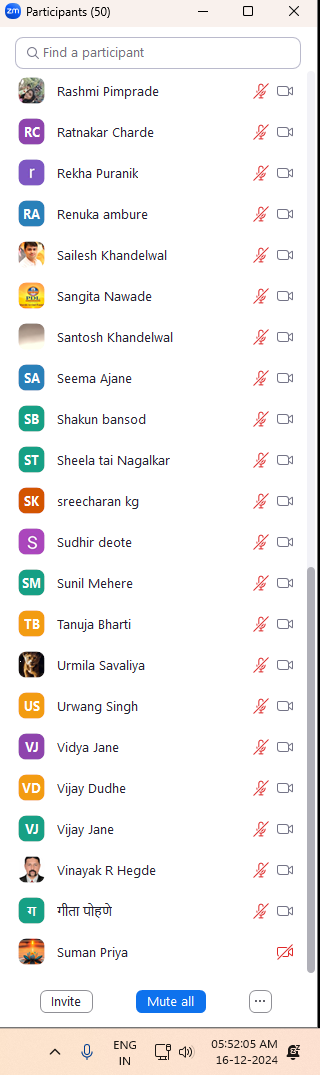 zm Participants (50)
Find a participant
Rashmi Pimprade
RC Ratnakar Charde
r Rekha Puranik
RA Renuka ambure
Sailesh Khandelwal
Sangita Nawade
Santosh Khandelwal
SA Seema Ajane
SB Shakun bansod
ST Sheela tai Nagalkar
SK sreecharan kg
S Sudhir deote
SM Sunil Mehere
TB Tanuja Bharti
Urmila Savaliya
US Urwang Singh
VJ Vidya Jane
VD Vijay Dudhe
VJ Vijay Jane
Vinayak R Hegde
ग गीता पोहणे
Suman Priya
Invite Mute all ...
ENG 05:52:05 AM
IN 16-12-2024